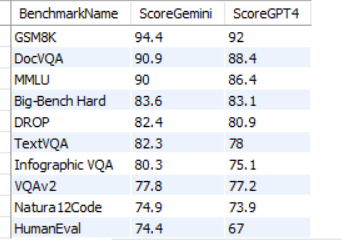 BenchmarkName ScoreGemini ScoreGPT4
GSM8K 94.4 92
DocVQA 90.9 88.4
MMLU 90 86.4
Big-Bench Hard 83.6 83.1
DROP 82.4 80.9
TextVQA 82.3 78
Infographic VQA 80.3 75.1
VQAv2 77.8 77.2
Natura12Code 74.9 73.9
HumanEval 74.4 67